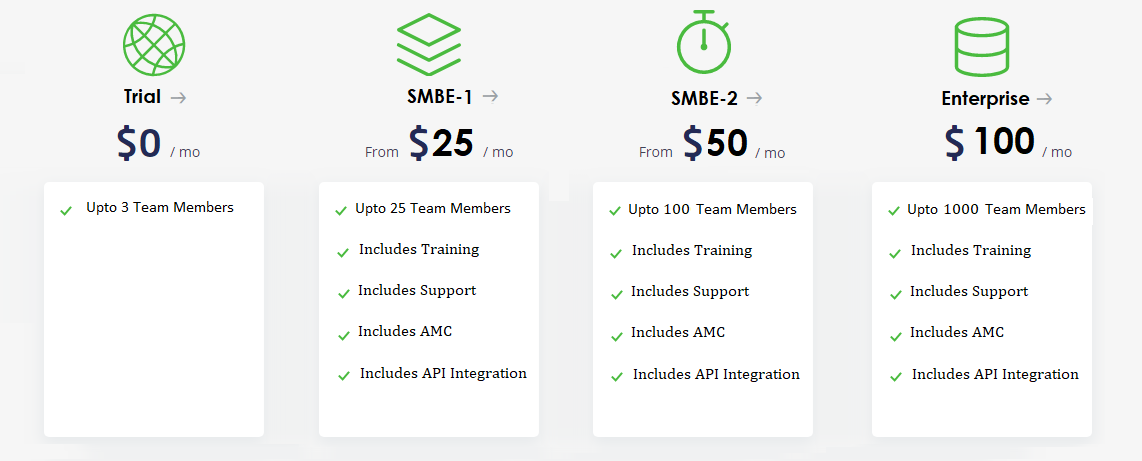 Trial →
$0 / mo
Upto 3 Team Members
SMBE-1 →
From $25 / mo
Upto 25 Team Members
Includes Training
Includes Support
Includes AMC
Includes API Integration
SMBE-2 →
From $50 / mo
Upto 100 Team Members
Includes Training
Includes Support
Includes AMC
Includes API Integration
Enterprise →
$ 100 / mo
Upto 1000 Team Members
Includes Training
Includes Support
Includes AMC
Includes API Integration